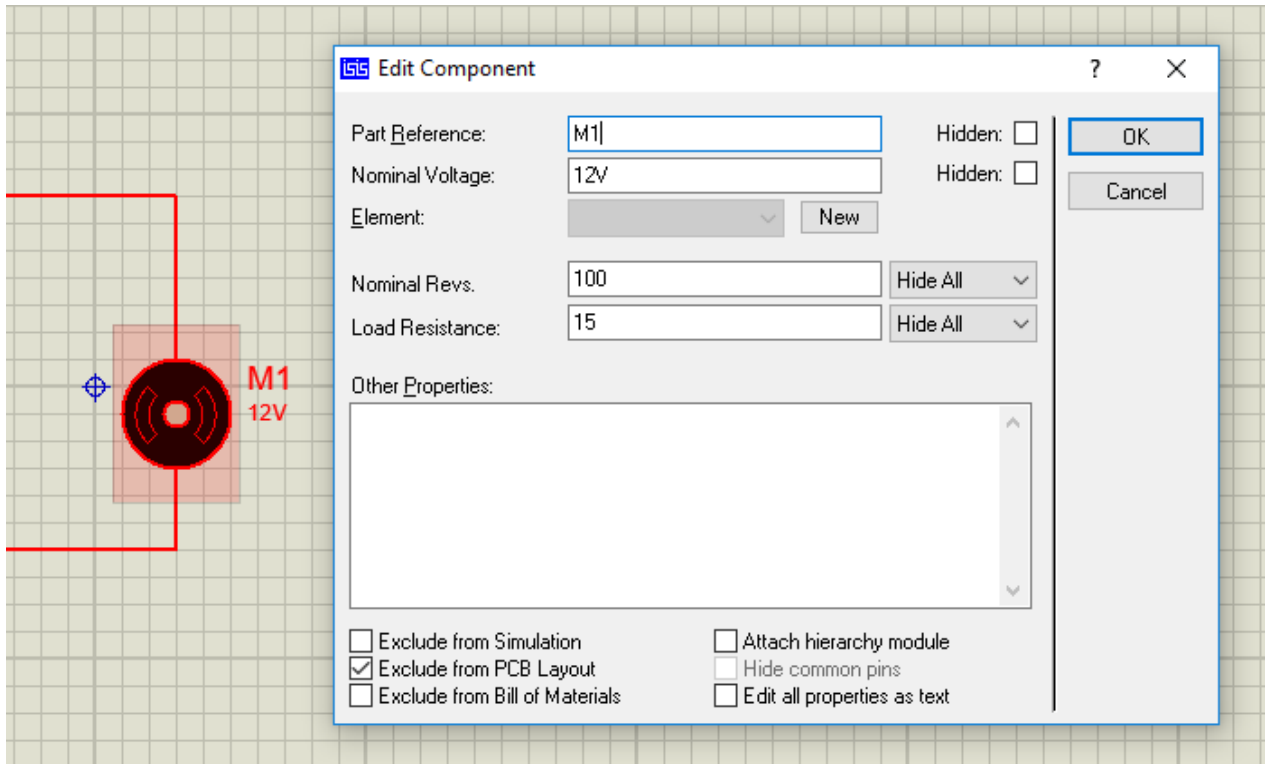 isis Edit Component ?
Part Reference: M1 Hidden:
Nominal Voltage: 12V Hidden:
Element: New
Nominal Revs. 100 Hide All
Load Resistance: 15 Hide All
Other Properties:
Exclude from Simulation Attach hierarchy module
Exclude from PCB Layout Hide common pins
Exclude from Bill of Materials Edit all properties as text
OK
Cancel
M1
12V